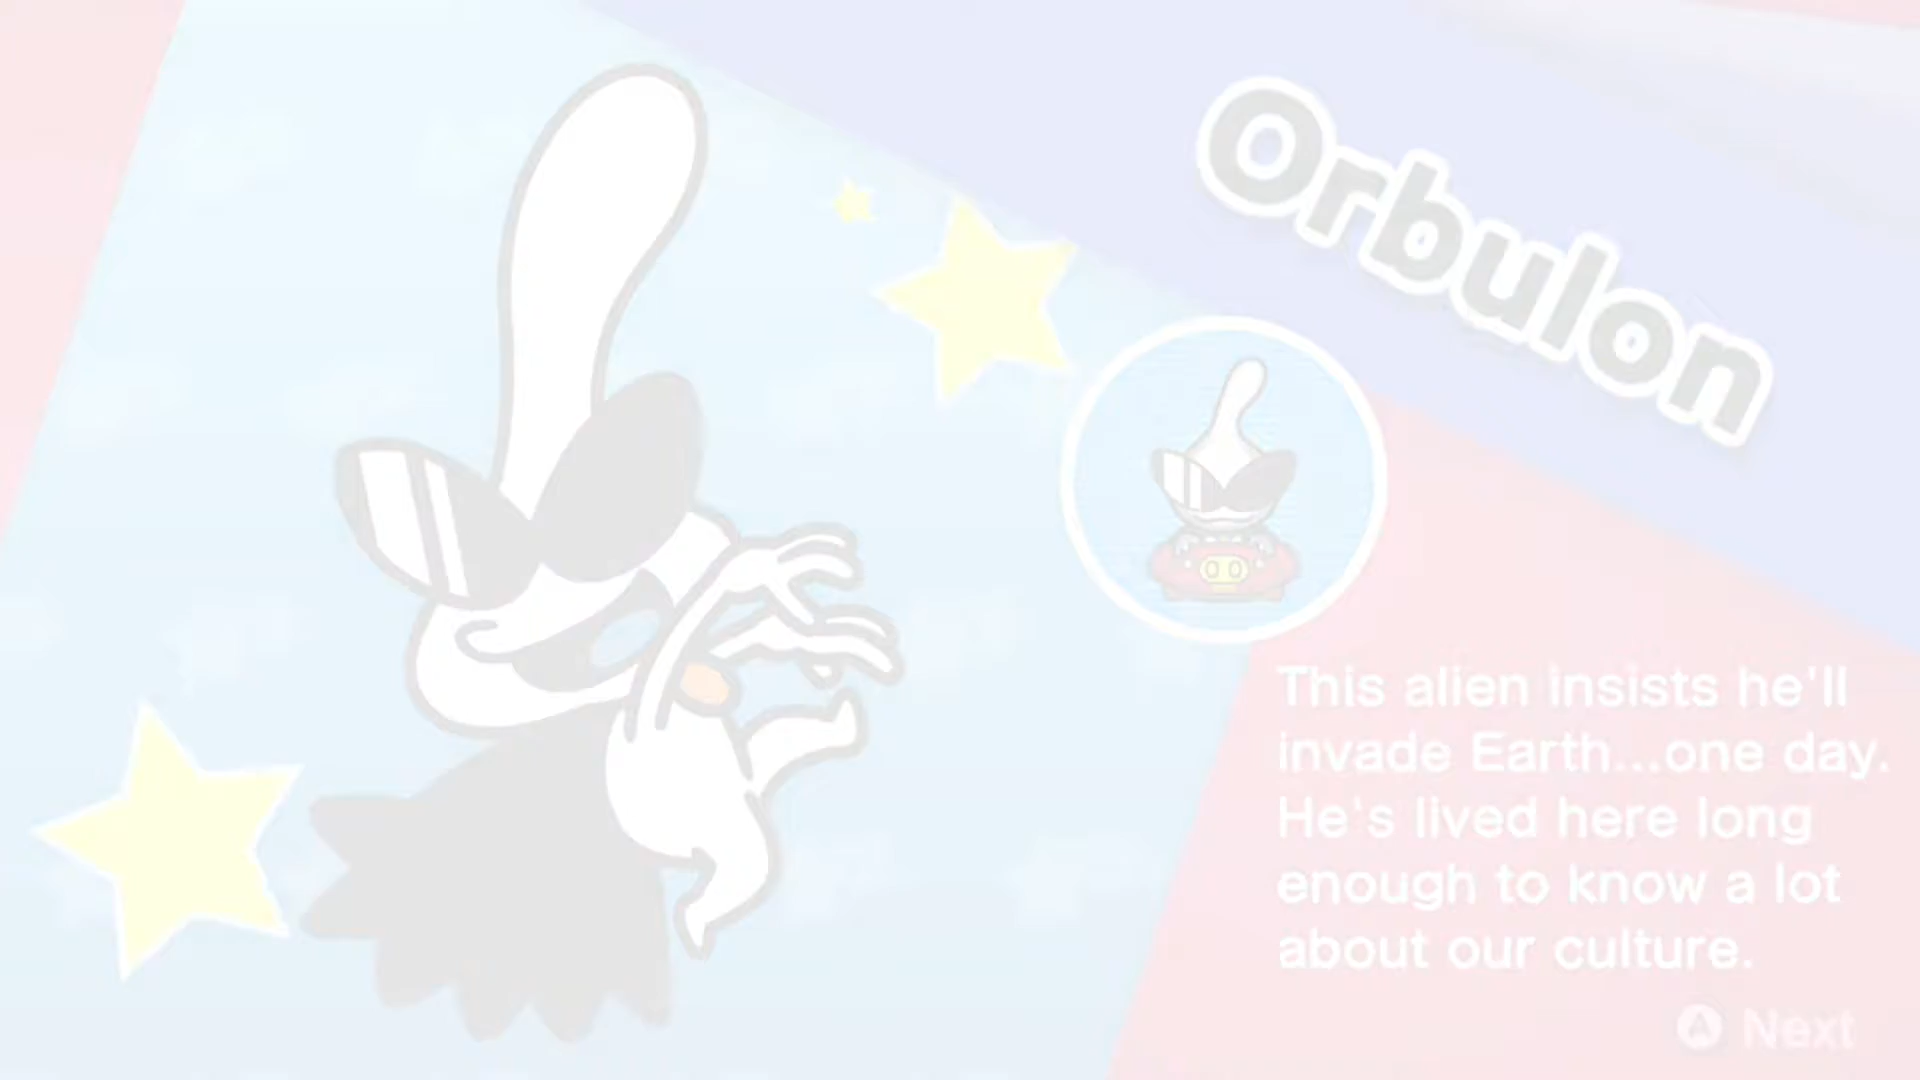 Orbulon
This alien insists he'll
invade Earth...one day.
He's lived here long
enough to know a lot
about our culture.
A Next